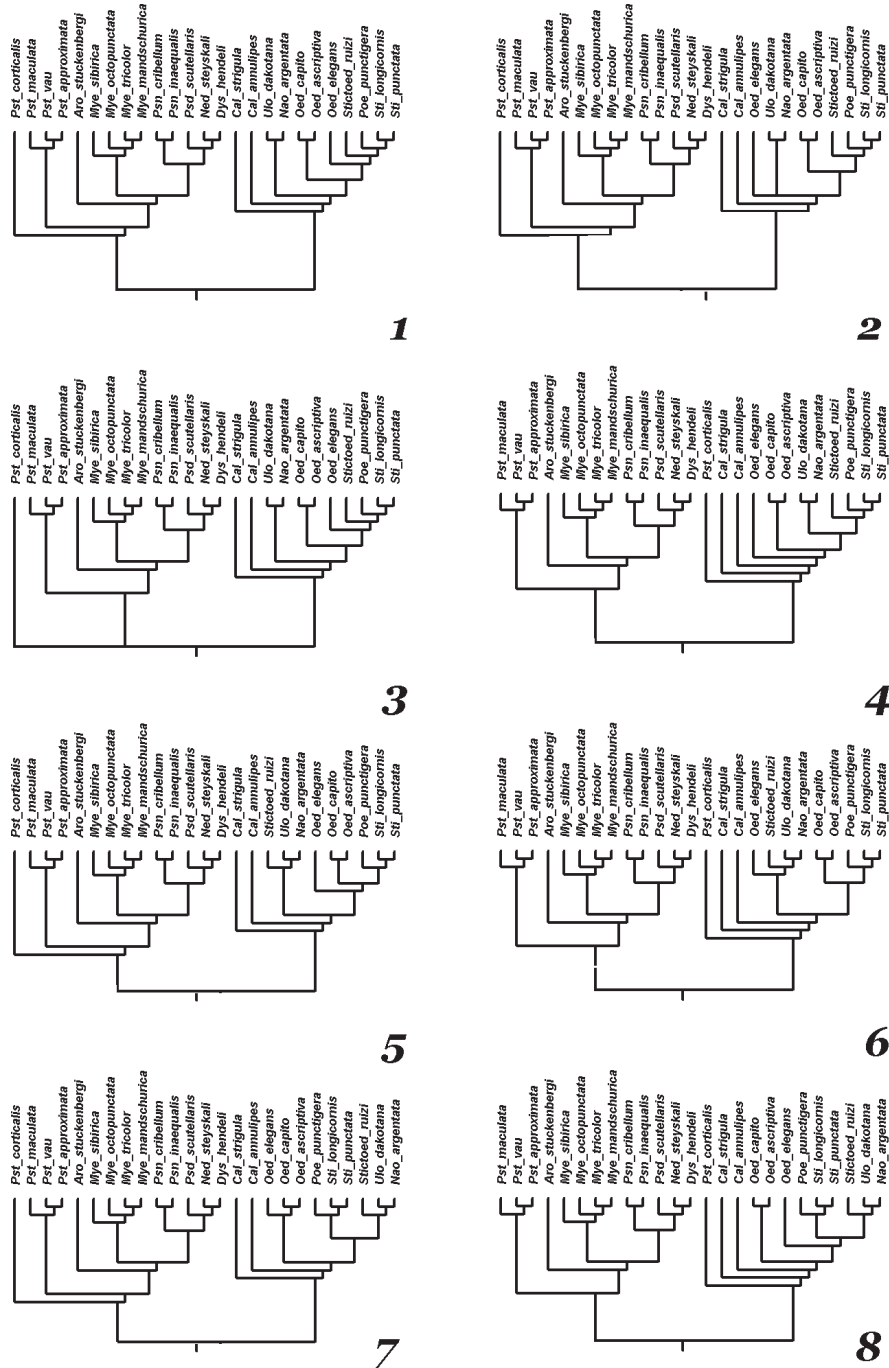 Pst_corticalis
Pst_maculata
Pst_vau
Pst_approximata
Aro_stuckenbergi
Mye_sibirica
Mye_octopunctata
Mye_tricolor
Mye_mandschurica
Psn_cribellum
Psn_inaequalis
Psd_scutellaris
Ned_steyskali
Dys_hendeli
Cal_strigula
Cal_annulipes
Ulo_dakotana
Nao_argentata
Oed_capito
Oed_ascriptiva
Oed_elegans
Stictoed_ruizi
Poe_punctigera
Sti_longicornis
Sti_punctata
1
Pst_corticalis
Pst_maculata
Pst_vau
Pst_approximata
Aro_stuckenbergi
Mye_sibirica
Mye_octopunctata
Mye_tricolor
Mye_mandschurica
Psn_cribellum
Psn_inaequalis
Psd_scutellaris
Ned_steyskali
Dys_hendeli
Cal_strigula
Cal_annulipes
Oed_elegans
Ulo_dakotana
Nao_argentata
Oed_capito
Oed_ascriptiva
Stictoed_ruizi
Poe_punctigera
Sti_longicornis
Sti_punctata
2
Pst_corticalis
Pst_maculata
Pst_vau
Pst_approximata
Aro_stuckenbergi
Mye_sibirica
Mye_octopunctata
Mye_tricolor
Mye_mandschurica
Psn_cribellum
Psn_inaequalis
Psd_scutellaris
Ned_steyskali
Dys_hendeli
Cal_strigula
Cal_annulipes
Ulo_dakotana
Nao_argentata
Oed_capito
Oed_ascriptiva
Oed_elegans
Stictoed_ruizi
Poe_punctigera
Sti_longicornis
Sti_punctata
3
Pst_maculata
Pst_vau
Pst_approximata
Aro_stuckenbergi
Mye_sibirica
Mye_octopunctata
Mye_tricolor
Mye_mandschurica
Psn_cribellum
Psn_inaequalis
Psd_scutellaris
Ned_steyskali
Dys_hendeli
Pst_corticalis
Cal_strigula
Cal_annulipes
Oed_elegans
Oed_capito
Oed_ascriptiva
Ulo_dakotana
Nao_argentata
Stictoed_ruizi
Poe_punctigera
Sti_longicornis
Sti_punctata
4
Pst_corticalis
Pst_maculata
Pst_vau
Pst_approximata
Aro_stuckenbergi
Mye_sibirica
Mye_octopunctata
Mye_tricolor
Mye_mandschurica
Psn_cribellum
Psn_inaequalis
Psd_scutellaris
Ned_steyskali
Dys_hendeli
Cal_strigula
Cal_annulipes
Stictoed_ruizi
Ulo_dakotana
Nao_argentata
Oed_elegans
Oed_capito
Oed_ascriptiva
Poe_punctigera
Sti_longicornis
Sti_punctata
5
Pst_maculata
Pst_vau
Pst_approximata
Aro_stuckenbergi
Mye_sibirica
Mye_octopunctata
Mye_tricolor
Mye_mandschurica
Psn_cribellum
Psn_inaequalis
Psd_scutellaris
Ned_steyskali
Dys_hendeli
Pst_corticalis
Cal_strigula
Cal_annulipes
Oed_elegans
Stictoed_ruizi
Ulo_dakotana
Nao_argentata
Oed_capito
Oed_ascriptiva
Poe_punctigera
Sti_longicornis
Sti_punctata
6
Pst_corticalis
Pst_maculata
Pst_vau
Pst_approximata
Aro_stuckenbergi
Mye_sibirica
Mye_octopunctata
Mye_tricolor
Mye_mandschurica
Psn_cribellum
Psn_inaequalis
Psd_scutellaris
Ned_steyskali
Dys_hendeli
Cal_strigula
Cal_annulipes
Oed_elegans
Oed_capito
Oed_ascriptiva
Poe_punctigera
Sti_longicornis
Sti_punctata
Stictoed_ruizi
Ulo_dakotana
Nao_argentata
7
Pst_maculata
Pst_vau
Pst_approximata
Aro_stuckenbergi
Mye_sibirica
Mye_octopunctata
Mye_tricolor
Mye_mandschurica
Psn_cribellum
Psn_inaequalis
Psd_scutellaris
Ned_steyskali
Dys_hendeli
Pst_corticalis
Cal_strigula
Cal_annulipes
Oed_capito
Oed_ascriptiva
Oed_elegans
Poe_punctigera
Sti_longicornis
Sti_punctata
Stictoed_ruizi
Ulo_dakotana
Nao_argentata
8